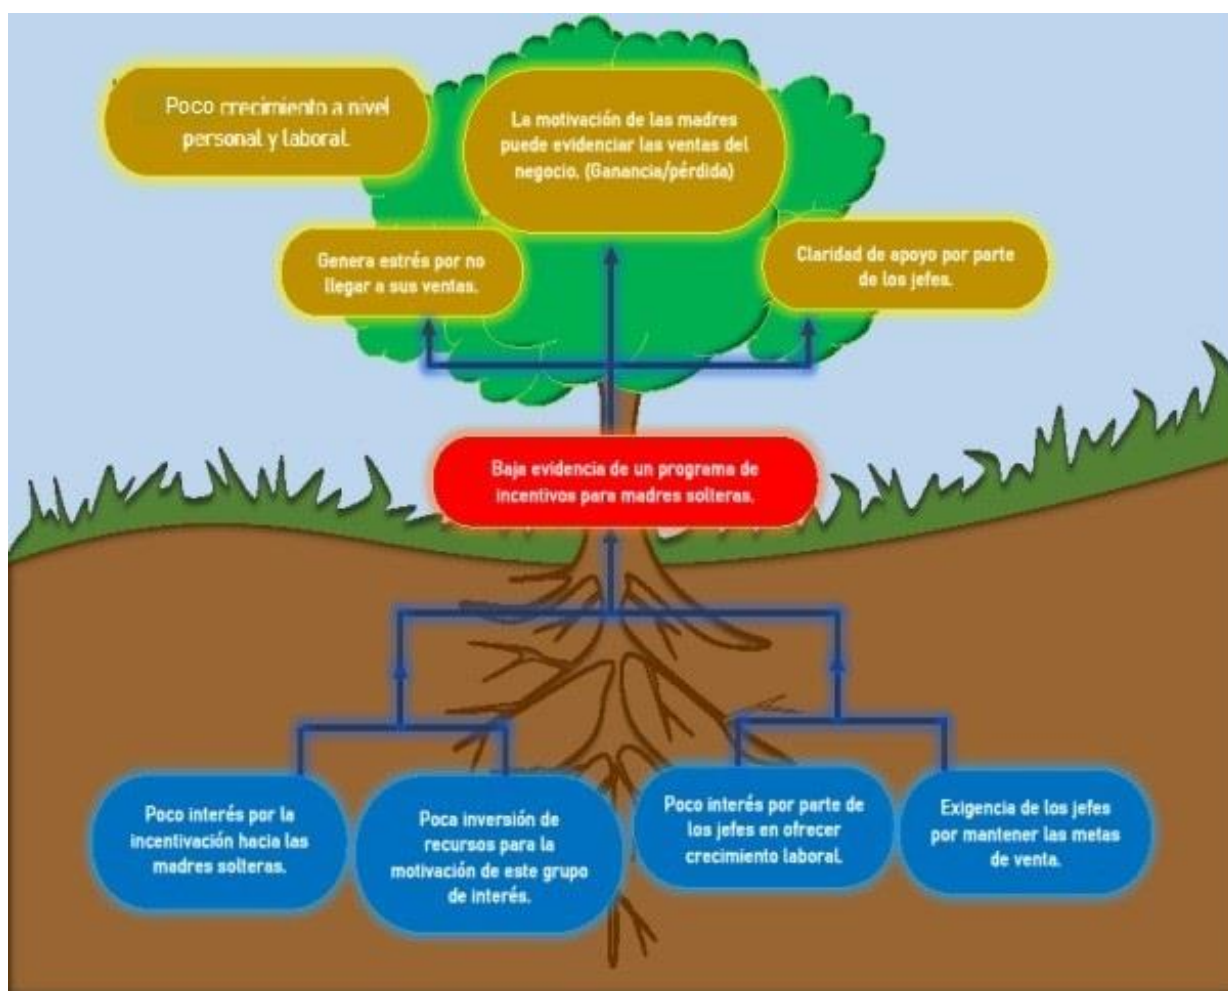 Poco crecimiento a nivel
personal y laboral.
La motivación de las madres
puede evidenciar las ventas del
negocio. (Ganancia/pérdida)
Genera estrés por no
llegar a sus ventas.
Claridad de apoyo por parte
de los jefes.
Baja evidencia de un programa de
incentivos para madres solteras.
Poco interés por la
incentivación hacia las
madres solteras.
Poca inversión de
recursos para la
motivación de este grupo
de interés.
Poco interés por parte de
los jefes en ofrecer
crecimiento laboral.
Exigencia de los jefes
por mantener las metas
de venta.